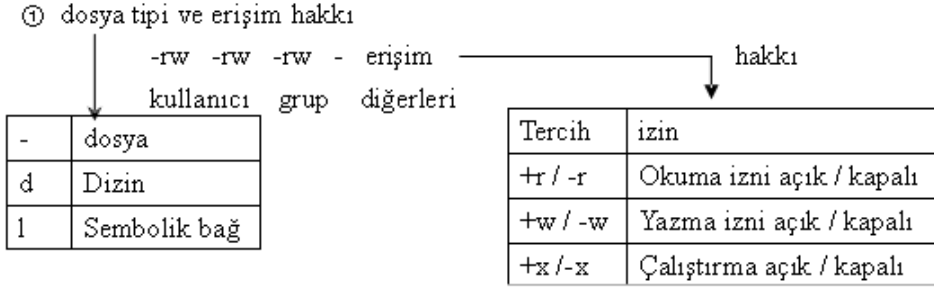 ① dosya tipi ve erişim hakkı
-rw -rw -rw - erişim hakkı
kullanıcı grup diğerleri
- dosya
d Dizin
l Sembolik bağ
Tercih izin
+r / -r Okuma izni açık / kapalı
+w / -w Yazma izni açık / kapalı
+x /-x Çalıştırma açık / kapalı